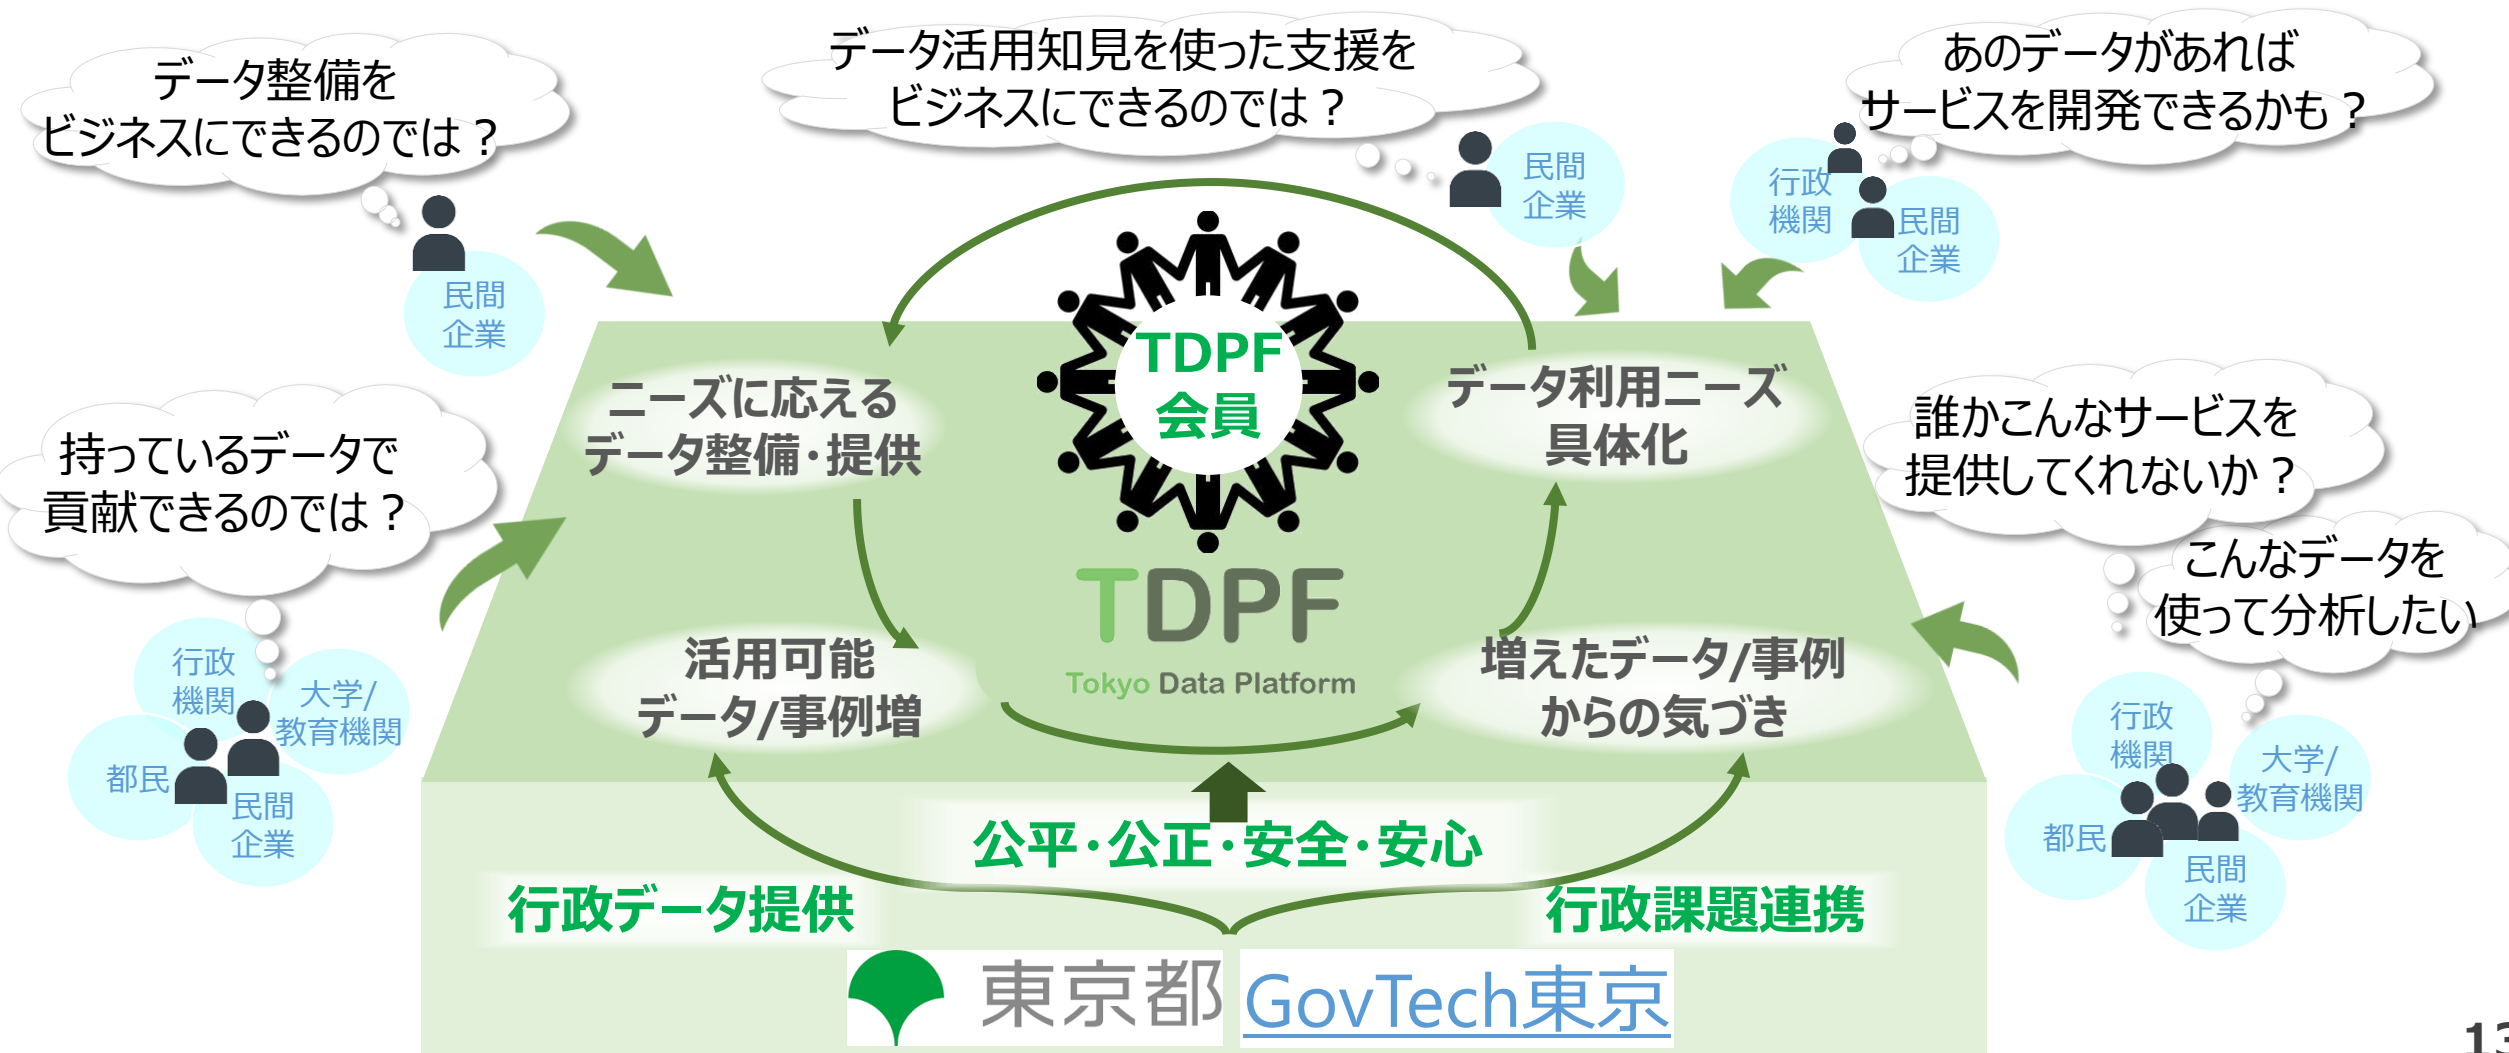 データ整備を
ビジネスにできるのでは？
データ活用知見を使った支援を
ビジネスにできるのでは？
あのデータがあれば
サービスを開発できるかも？
民間
企業
民間
企業
行政
機関
民間
企業
TDPF
会員
ニーズに応える
データ整備・提供
データ利用ニーズ
具体化
持っているデータで
貢献できるのでは？
誰かこんなサービスを
提供してくれないか？
こんなデータを
使って分析したい
TDPF
Tokyo Data Platform
活用可能
データ/事例増
増えたデータ/事例
からの気づき
行政
機関
大学/
教育機関
都民
民間
企業
行政
機関
大学/
教育機関
都民
民間
企業
公平・公正・安全・安心
行政データ提供
行政課題連携
東京都
GovTech東京
13